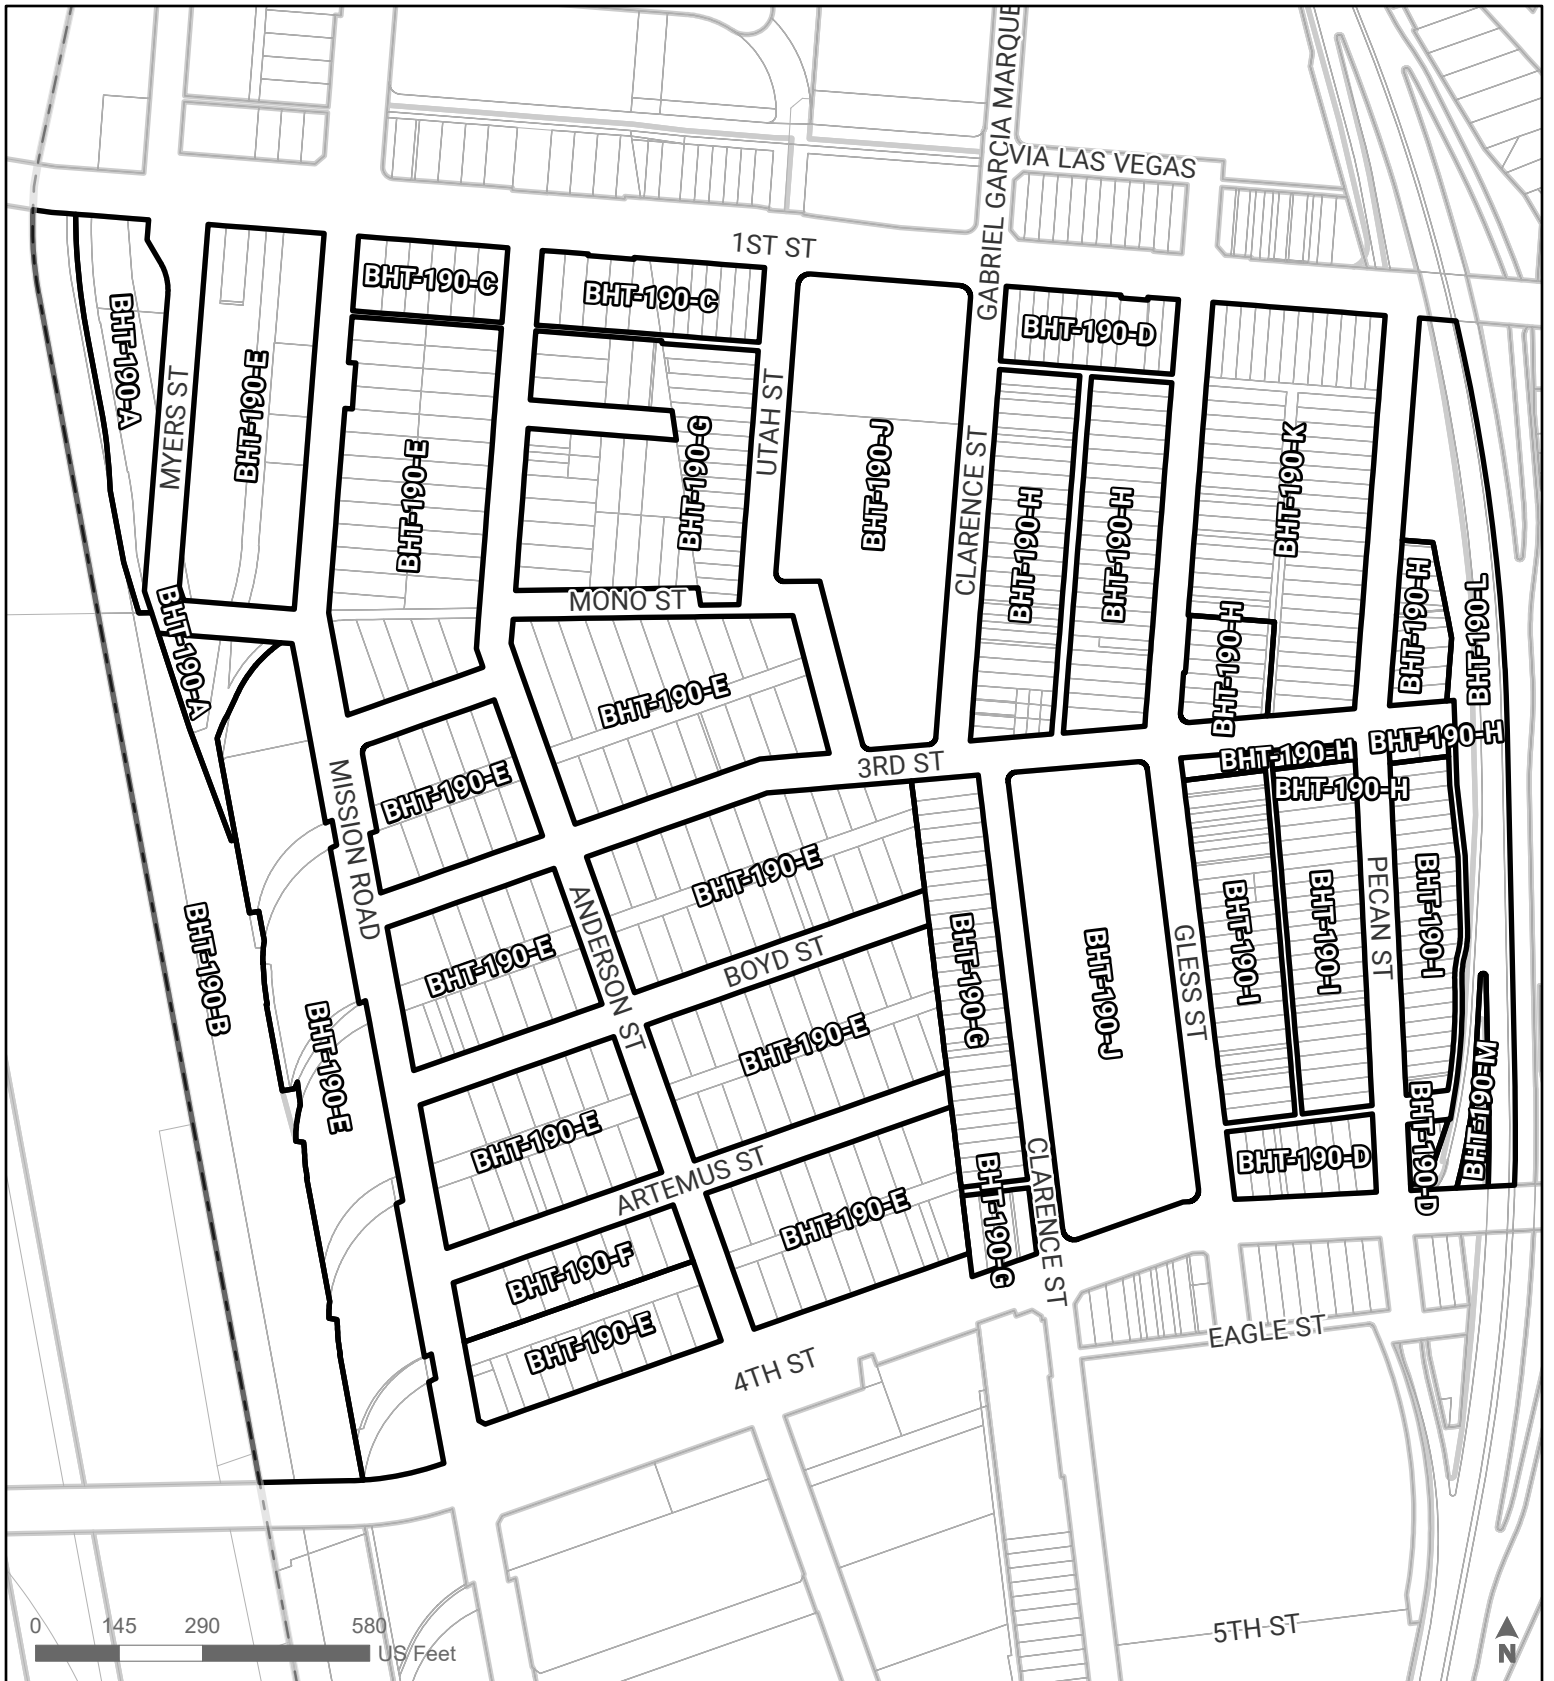 GABRIEL GARCIA MARQUE
VIA LAS VEGAS
1ST ST
BHT-190-C
BHT-190-C
BHT-190-D
BHT-190-A
MYERS ST
BHT-190-E
BHT-190-E
BHT-190-G
UTAH ST
BHT-190-J
CLARENCE ST
BHT-190-H
BHT-190-H
BHT-190-K
BHT-190-H
BHT-190-H
BHT-190-L
MONO ST
BHT-190-A
BHT-190-E
3RD ST
BHT-190-H
BHT-190-H
BHT-190-H
MISSION ROAD
BHT-190-E
BHT-190-E
BHT-190-B
BHT-190-E
ANDERSON ST
BOYD ST
BHT-190-G
BHT-190-J
GLESS ST
BHT-190-I
BHT-190-I
PECAN ST
BHT-190-I
BHT-190-E
BHT-190-E
BHT-190-E
BHT-190-M
ARTEMUS ST
BHT-190-E
BHT-190-G
CLARENCE ST
BHT-190-D
BHT-190-D
BHT-190-F
BHT-190-E
4TH ST
EAGLE ST
5TH ST
0 145 290 580
US Feet
N